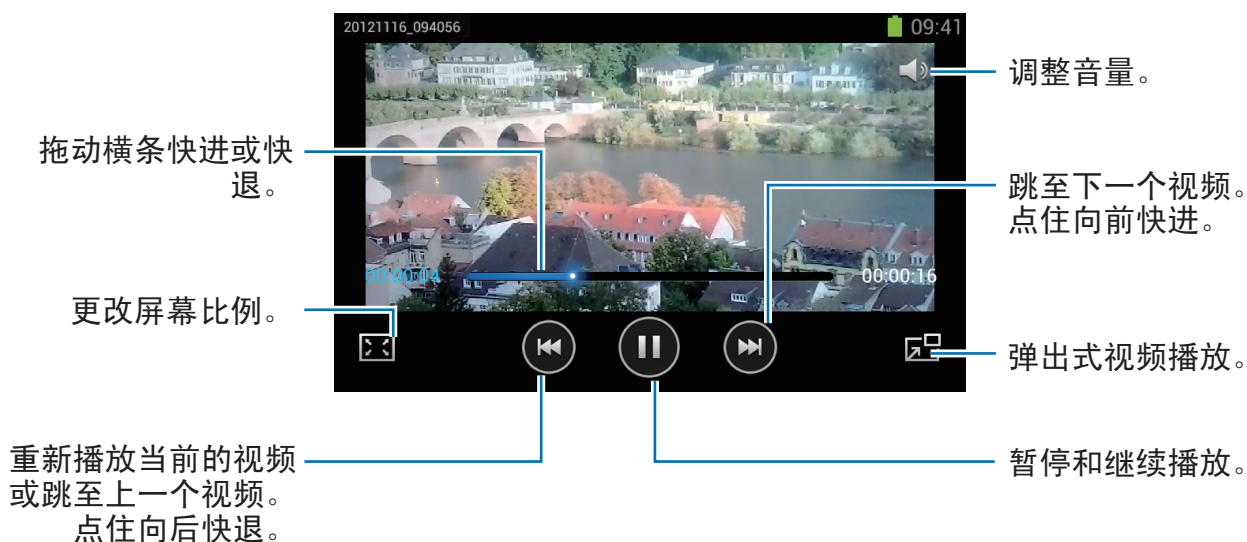 20121116_094056
09:41
调整音量。
拖动横条快进或快
退。
跳至下一个视频。
点住向前快进。
00:00:04
00:00:16
更改屏幕比例。
弹出式视频播放。
重新播放当前的视频
或跳至上一个视频。
点住向后快退。
暂停和继续播放。